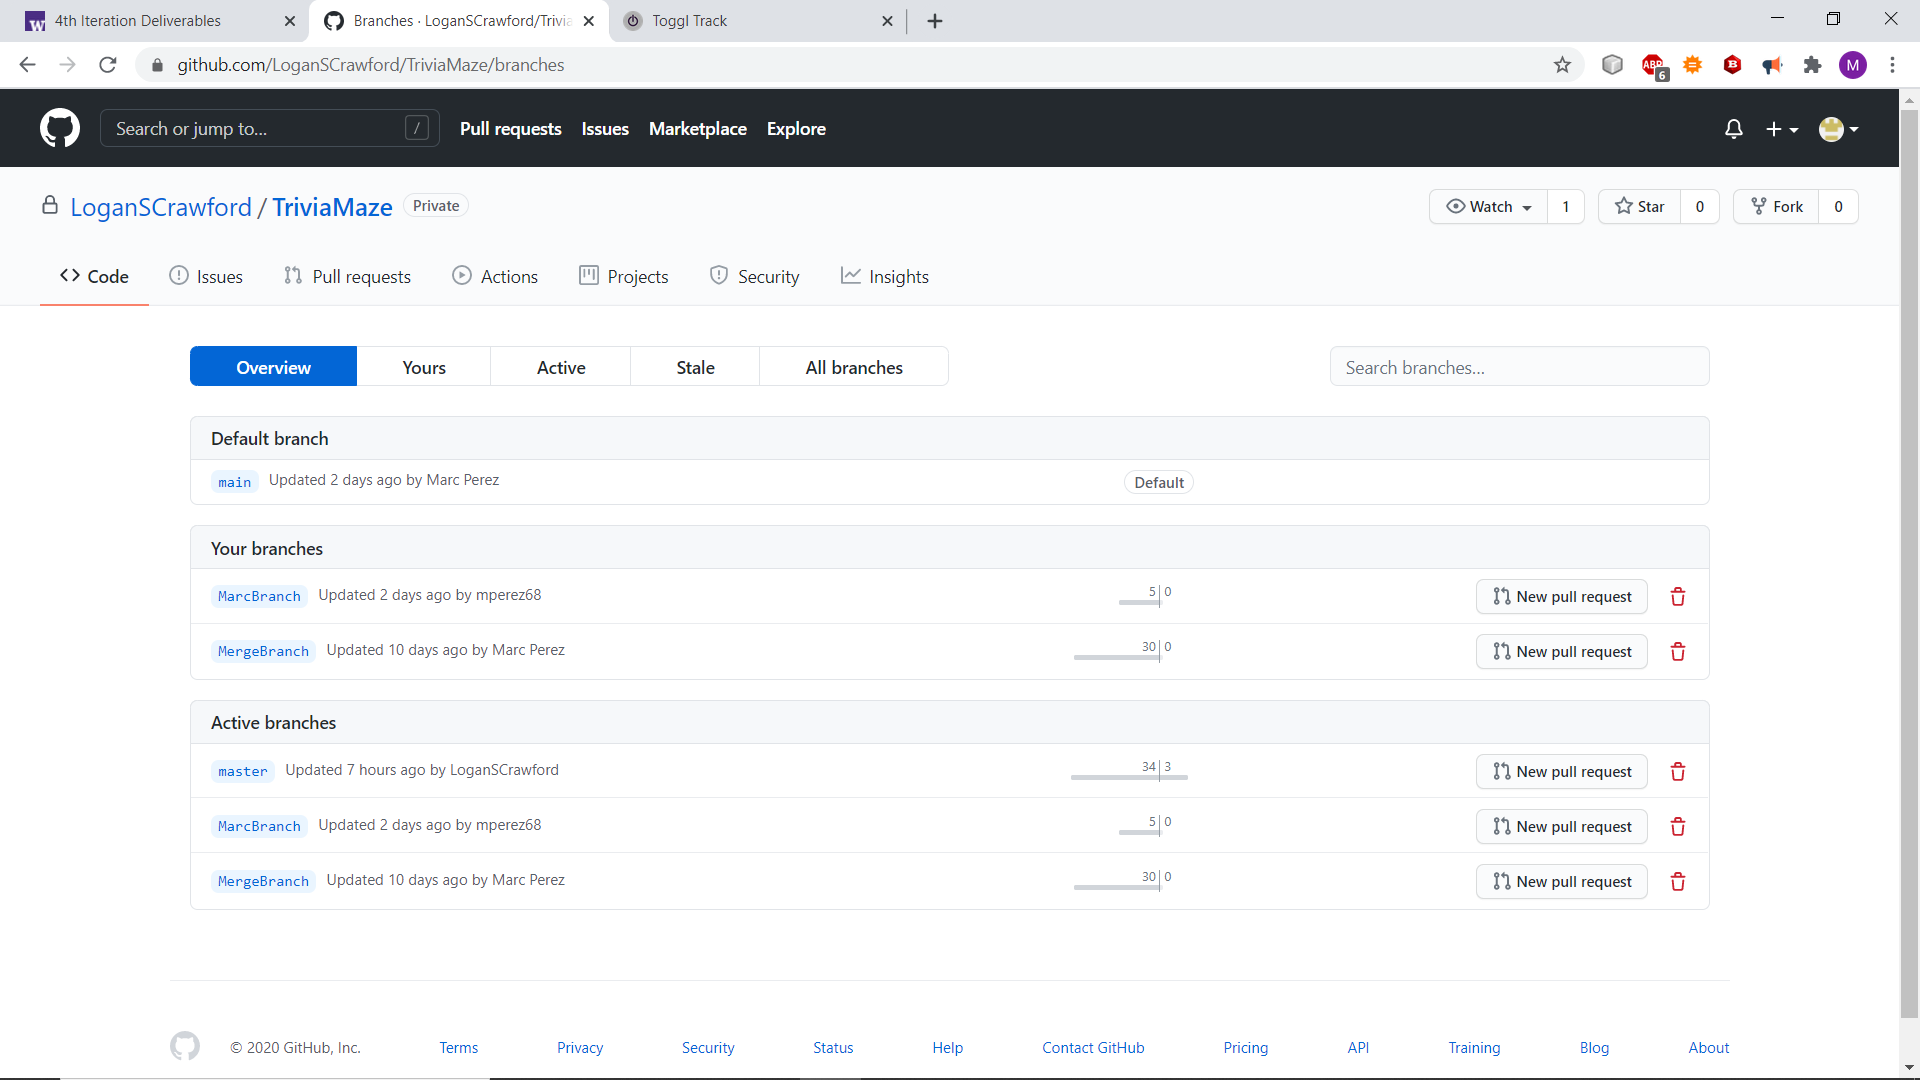 4th Iteration Deliverables
Branches · LoganSCrawford/Trivia
Toggl Track
github.com/LoganSCrawford/TriviaMaze/branches
ABP
6
B
M
Search or jump to...
/
Pull requests
Issues
Marketplace
Explore
LoganSCrawford / TriviaMaze
Private
Watch
1
Star
0
Fork
0
Code
Issues
Pull requests
Actions
Projects
Security
Insights
Overview
Yours
Active
Stale
All branches
Search branches...
Default branch
main Updated 2 days ago by Marc Perez
Default
Your branches
MarcBranch Updated 2 days ago by mperez68
5 0
New pull request
MergeBranch Updated 10 days ago by Marc Perez
30 0
New pull request
Active branches
master Updated 7 hours ago by LoganSCrawford
34 3
New pull request
MarcBranch Updated 2 days ago by mperez68
5 0
New pull request
MergeBranch Updated 10 days ago by Marc Perez
30 0
New pull request
© 2020 GitHub, Inc.
Terms
Privacy
Security
Status
Help
Contact GitHub
Pricing
API
Training
Blog
About